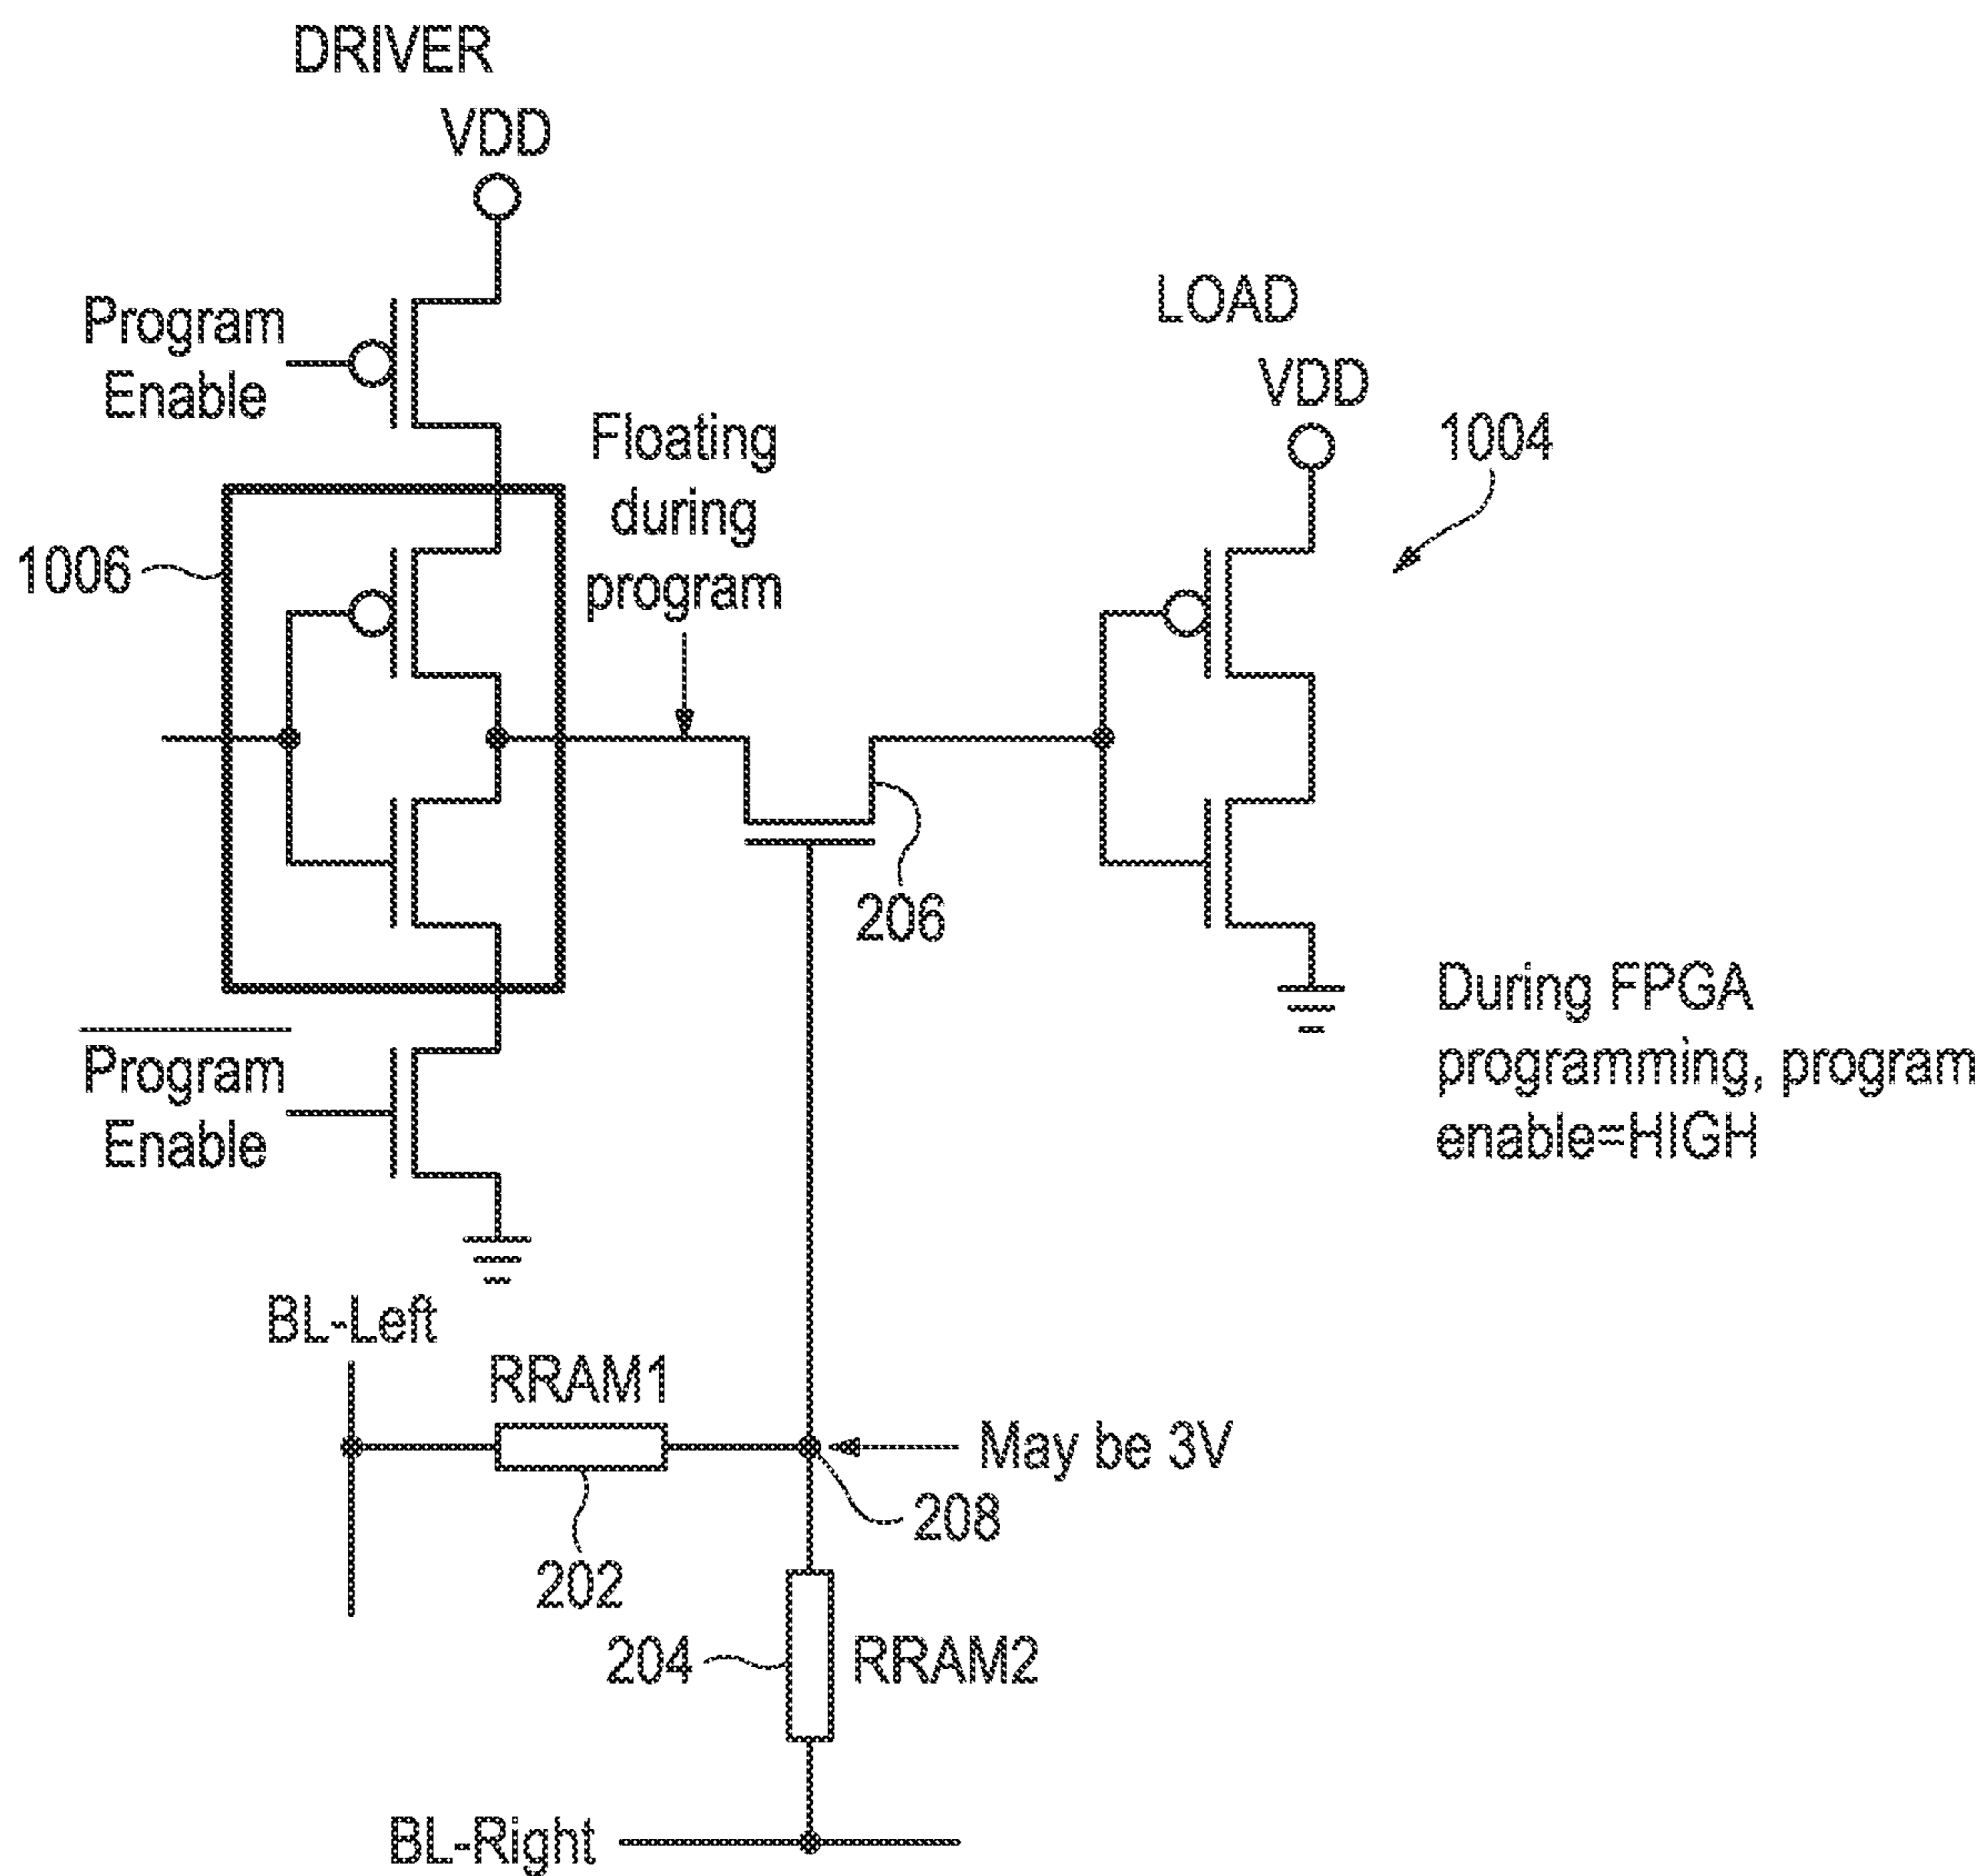 DRIVER
VDD
Program
Enable
LOAD
VDD
Floating
during
program
1004
1006
206
During FPGA
programming, program
enable=HIGH
Program
Enable
BL-Left
RRAM1
May be 3V
208
202
204
RRAM2
BL-Right